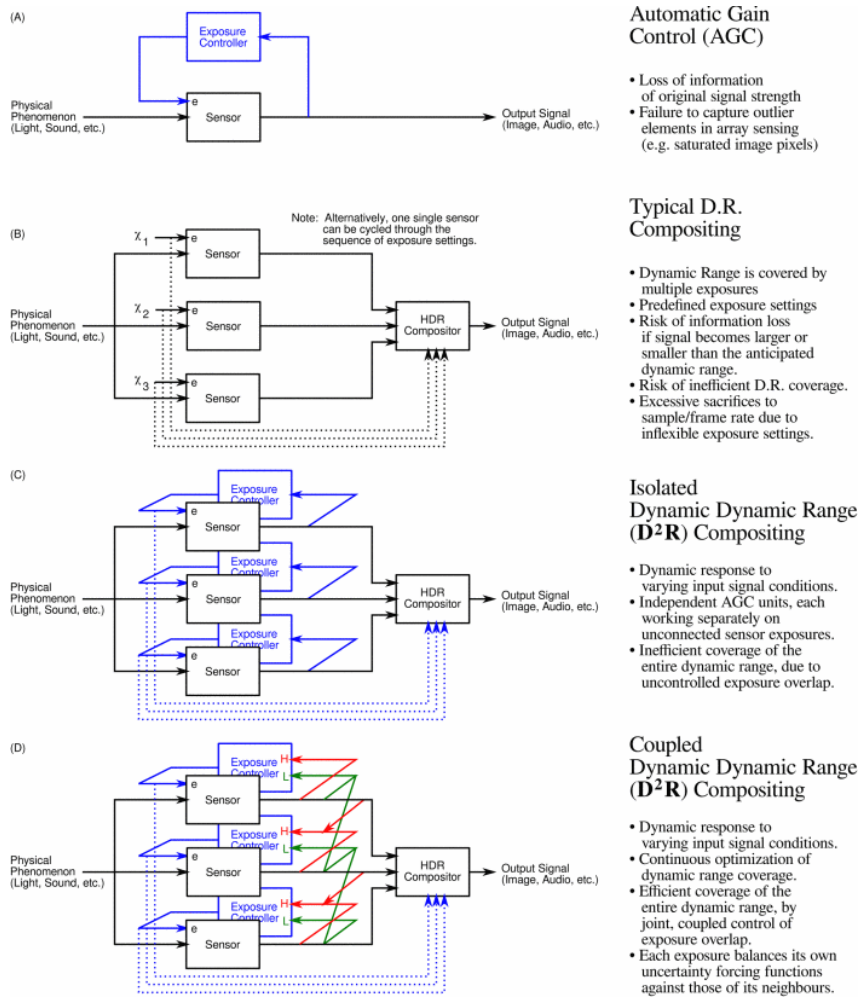 (A)
Exposure
Controller
e
Sensor
Physical
Phenomenon
(Light, Sound, etc.)
Output Signal
(Image, Audio, etc.)
Automatic Gain
Control (AGC)
• Loss of information
of original signal strength
• Failure to capture outlier
elements in array sensing
(e.g. saturated image pixels)
(B)
Note: Alternatively, one single sensor
can be cycled through the
sequence of exposure settings.
χ1
e
Sensor
χ2
e
Sensor
χ3
e
Sensor
Physical
Phenomenon
(Light, Sound, etc.)
HDR
Compositor
Output Signal
(Image, Audio, etc.)
Typical D.R.
Compositing
• Dynamic Range is covered by
multiple exposures
• Predefined exposure settings
• Risk of information loss
if signal becomes larger or
smaller than the anticipated
dynamic range.
• Risk of inefficient D.R. coverage.
• Excessive sacrifices to
sample/frame rate due to
inflexible exposure settings.
(C)
Exposure
Controller
e
Sensor
Exposure
Controller
e
Sensor
Exposure
Controller
e
Sensor
Physical
Phenomenon
(Light, Sound, etc.)
HDR
Compositor
Output Signal
(Image, Audio, etc.)
Isolated
Dynamic Dynamic Range
(D²R) Compositing
• Dynamic response to
varying input signal conditions.
• Independent AGC units, each
working separately on
unconnected sensor exposures.
• Inefficient coverage of the
entire dynamic range, due to
uncontrolled exposure overlap.
(D)
Exposure
Controller
H
L
e
Sensor
Exposure
Controller
H
L
e
Sensor
Exposure
Controller
H
L
e
Sensor
Physical
Phenomenon
(Light, Sound, etc.)
HDR
Compositor
Output Signal
(Image, Audio, etc.)
Coupled
Dynamic Dynamic Range
(D²R) Compositing
• Dynamic response to
varying input signal conditions.
• Continuous optimization of
dynamic range coverage.
• Efficient coverage of the
entire dynamic range, by
joint, coupled control of
exposure overlap.
• Each exposure balances its own
uncertainty forcing functions
against those of its neighbours.